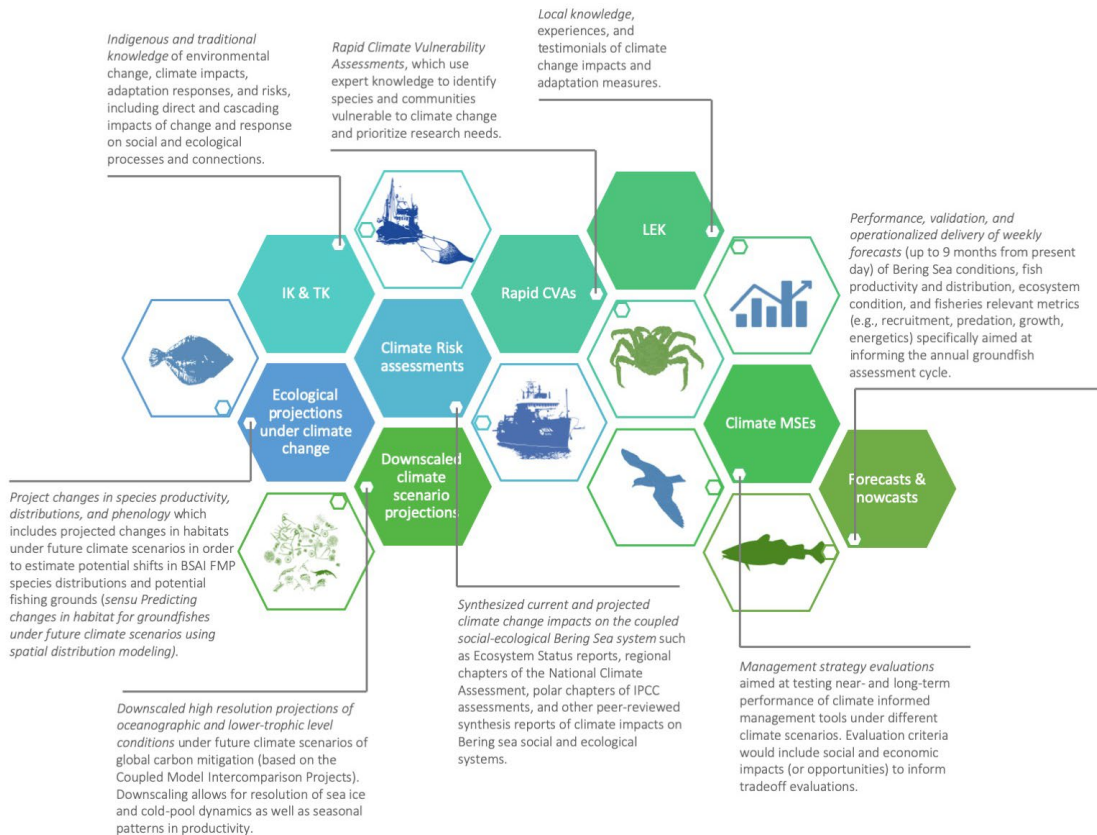 Indigenous and traditional
knowledge of environmental
change, climate impacts,
adaptation responses, and risks,
including direct and cascading
impacts of change and response
on social and ecological
processes and connections.
Rapid Climate Vulnerability
Assessments, which use
expert knowledge to identify
species and communities
vulnerable to climate change
and prioritize research needs.
Local knowledge,
experiences, and
testimonials of climate
change impacts and
adaptation measures.
Performance, validation, and
operationalized delivery of weekly
forecasts (up to 9 months from present
day) of Bering Sea conditions, fish
productivity and distribution, ecosystem
condition, and fisheries relevant metrics
(e.g., recruitment, predation, growth,
energetics) specifically aimed at
informing the annual groundfish
assessment cycle.
LEK
IK & TK
Rapid CVAs
Climate Risk
assessments
Ecological
projections
under climate
change
Climate MSEs
Downscaled
climate
scenario
projections
Forecasts &
nowcasts
Project changes in species productivity,
distributions, and phenology which
includes projected changes in habitats
under future climate scenarios in order
to estimate potential shifts in BSAI FMP
species distributions and potential
fishing grounds (sensu Predicting
changes in habitat for groundfishes
under future climate scenarios using
spatial distribution modeling).
Downscaled high resolution projections of
oceanographic and lower-trophic level
conditions under future climate scenarios of
global carbon mitigation (based on the
Coupled Model Intercomparison Projects).
Downscaling allows for resolution of sea ice
and cold-pool dynamics as well as seasonal
patterns in productivity.
Synthesized current and projected
climate change impacts on the coupled
social-ecological Bering Sea system such
as Ecosystem Status reports, regional
chapters of the National Climate
Assessment, polar chapters of IPCC
assessments, and other peer-reviewed
synthesis reports of climate impacts on
Bering sea social and ecological
systems.
Management strategy evaluations
aimed at testing near- and long-term
performance of climate informed
management tools under different
climate scenarios. Evaluation criteria
would include social and economic
impacts (or opportunities) to inform
tradeoff evaluations.